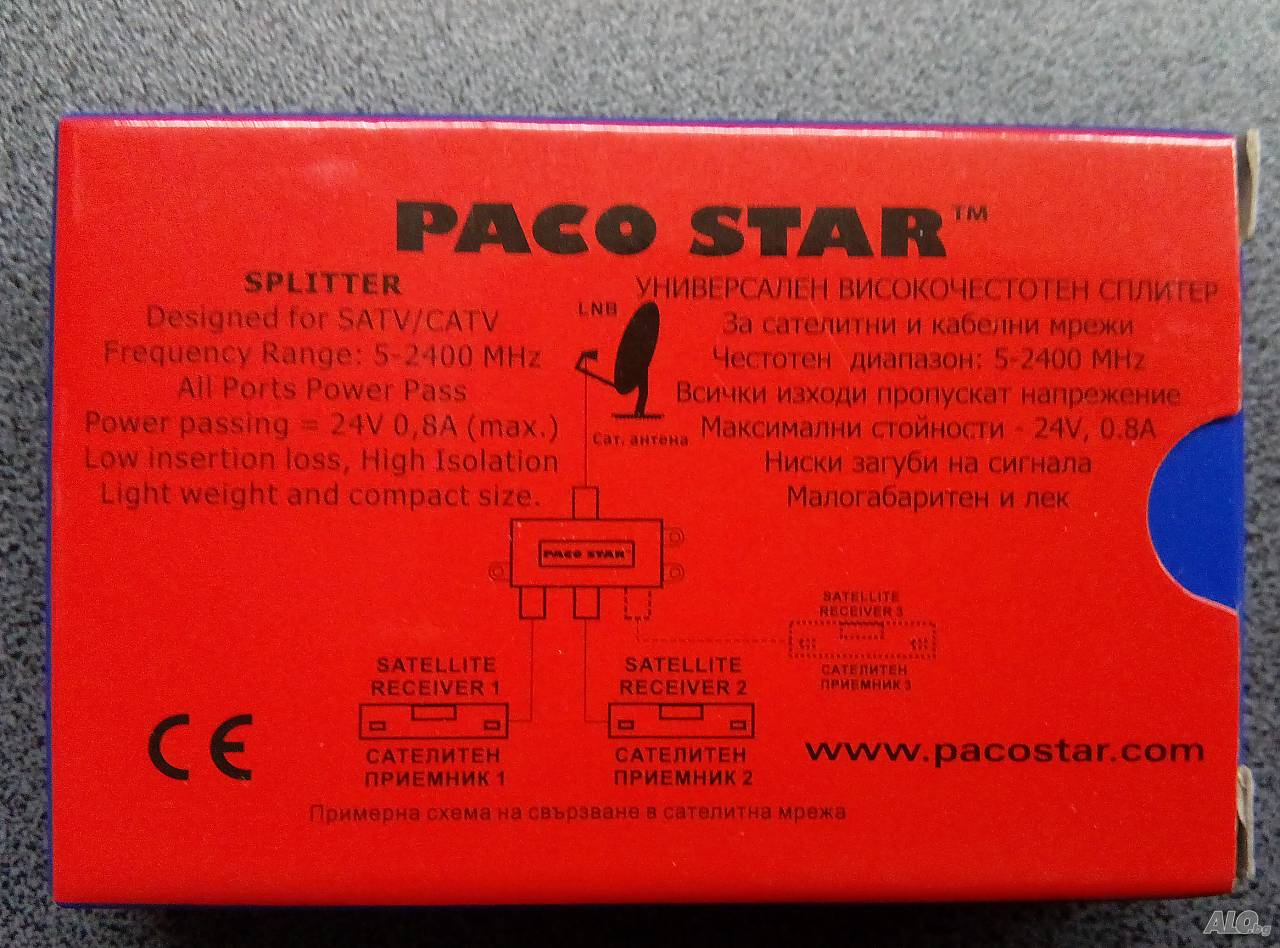 PACO STAR™
SPLITTER
Designed for SATV/CATV
Frequency Range: 5-2400 MHz
All Ports Power Pass
Power passing = 24V 0,8A (max.)
Low insertion loss, High Isolation
Light weight and compact size.
LNB
Сат. антена
УНИВЕРСАЛЕН ВИСОКОЧЕСТОТЕН СПЛИТЕР
За сателитни и кабелни мрежи
Честотен диапазон: 5-2400 MHz
Всички изходи пропускат напрежение
Максимални стойности - 24V, 0.8A
Ниски загуби на сигнала
Малогабаритен и лек
PACO STAR
SATELLITE
RECEIVER 3
САТЕЛИТЕН
ПРИЕМНИК 3
SATELLITE
RECEIVER 1
САТЕЛИТЕН
ПРИЕМНИК 1
SATELLITE
RECEIVER 2
САТЕЛИТЕН
ПРИЕМНИК 2
CE
www.pacostar.com
Примерна схема на свързване в сателитна мрежа
ALO.bg